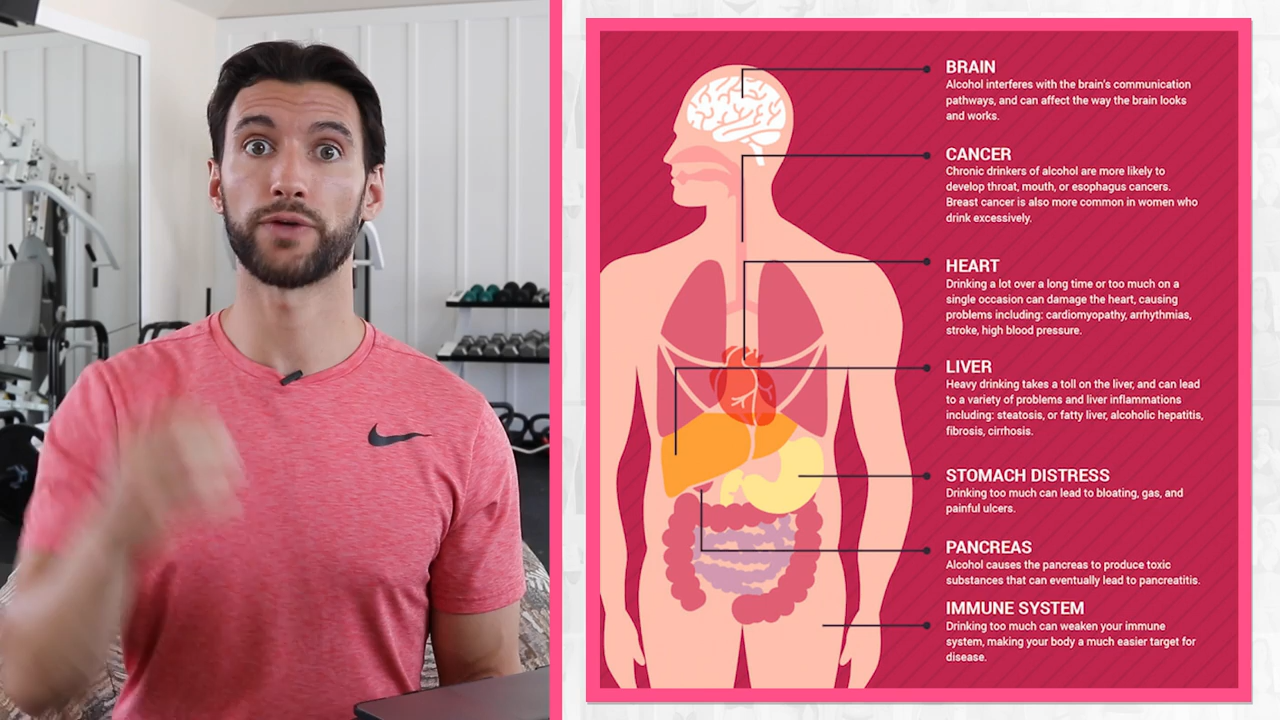 BRAIN
Alcohol interferes with the brain's communication
pathways, and can affect the way the brain looks
and works.
CANCER
Chronic drinkers of alcohol are more likely to
develop throat, mouth, or esophagus cancers.
Breast cancer is also more common in women who
drink excessively.
HEART
Drinking a lot over a long time or too much on a
single occasion can damage the heart, causing
problems including: cardiomyopathy, arrhythmias,
stroke, high blood pressure.
LIVER
Heavy drinking takes a toll on the liver, and can lead
to a variety of problems and liver inflammations
including: steatosis, or fatty liver, alcoholic hepatitis,
fibrosis, cirrhosis.
STOMACH DISTRESS
Drinking too much can lead to bloating, gas, and
painful ulcers.
PANCREAS
Alcohol causes the pancreas to produce toxic
substances that can eventually lead to pancreatitis.
IMMUNE SYSTEM
Drinking too much can weaken your immune
system, making your body a much easier target for
disease.